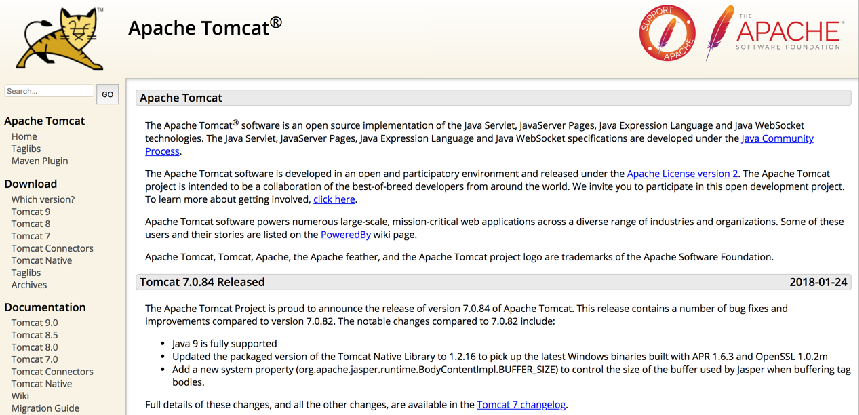 Apache Tomcat®
SUPPORT APACHE
THE
APACHE®
SOFTWARE FOUNDATION
TM
Search...
GO
Apache Tomcat
Home
Taglibs
Maven Plugin
Download
Which version?
Tomcat 9
Tomcat 8
Tomcat 7
Tomcat Connectors
Tomcat Native
Taglibs
Archives
Documentation
Tomcat 9.0
Tomcat 8.5
Tomcat 8.0
Tomcat 7.0
Tomcat Connectors
Tomcat Native
Wiki
Migration Guide
Apache Tomcat
The Apache Tomcat® software is an open source implementation of the Java Servlet, JavaServer Pages, Java Expression Language and Java WebSocket
technologies. The Java Servlet, JavaServer Pages, Java Expression Language and Java WebSocket specifications are developed under the Java Community
Process.
The Apache Tomcat software is developed in an open and participatory environment and released under the Apache License version 2. The Apache Tomcat
project is intended to be a collaboration of the best-of-breed developers from around the world. We invite you to participate in this open development project.
To learn more about getting involved, click here.
Apache Tomcat software powers numerous large-scale, mission-critical web applications across a diverse range of industries and organizations. Some of these
users and their stories are listed on the PoweredBy wiki page.
Apache Tomcat, Tomcat, Apache, the Apache feather, and the Apache Tomcat project logo are trademarks of the Apache Software Foundation.
Tomcat 7.0.84 Released 2018-01-24
The Apache Tomcat Project is proud to announce the release of version 7.0.84 of Apache Tomcat. This release contains a number of bug fixes and
improvements compared to version 7.0.82. The notable changes compared to 7.0.82 include:
• Java 9 is fully supported
• Updated the packaged version of the Tomcat Native Library to 1.2.16 to pick up the latest Windows binaries built with APR 1.6.3 and OpenSSL 1.0.2m
• Add a new system property (org.apache.jasper.runtime.BodyContentImpl.BUFFER_SIZE) to control the size of the buffer used by Jasper when buffering tag
bodies.
Full details of these changes, and all the other changes, are available in the Tomcat 7 changelog.